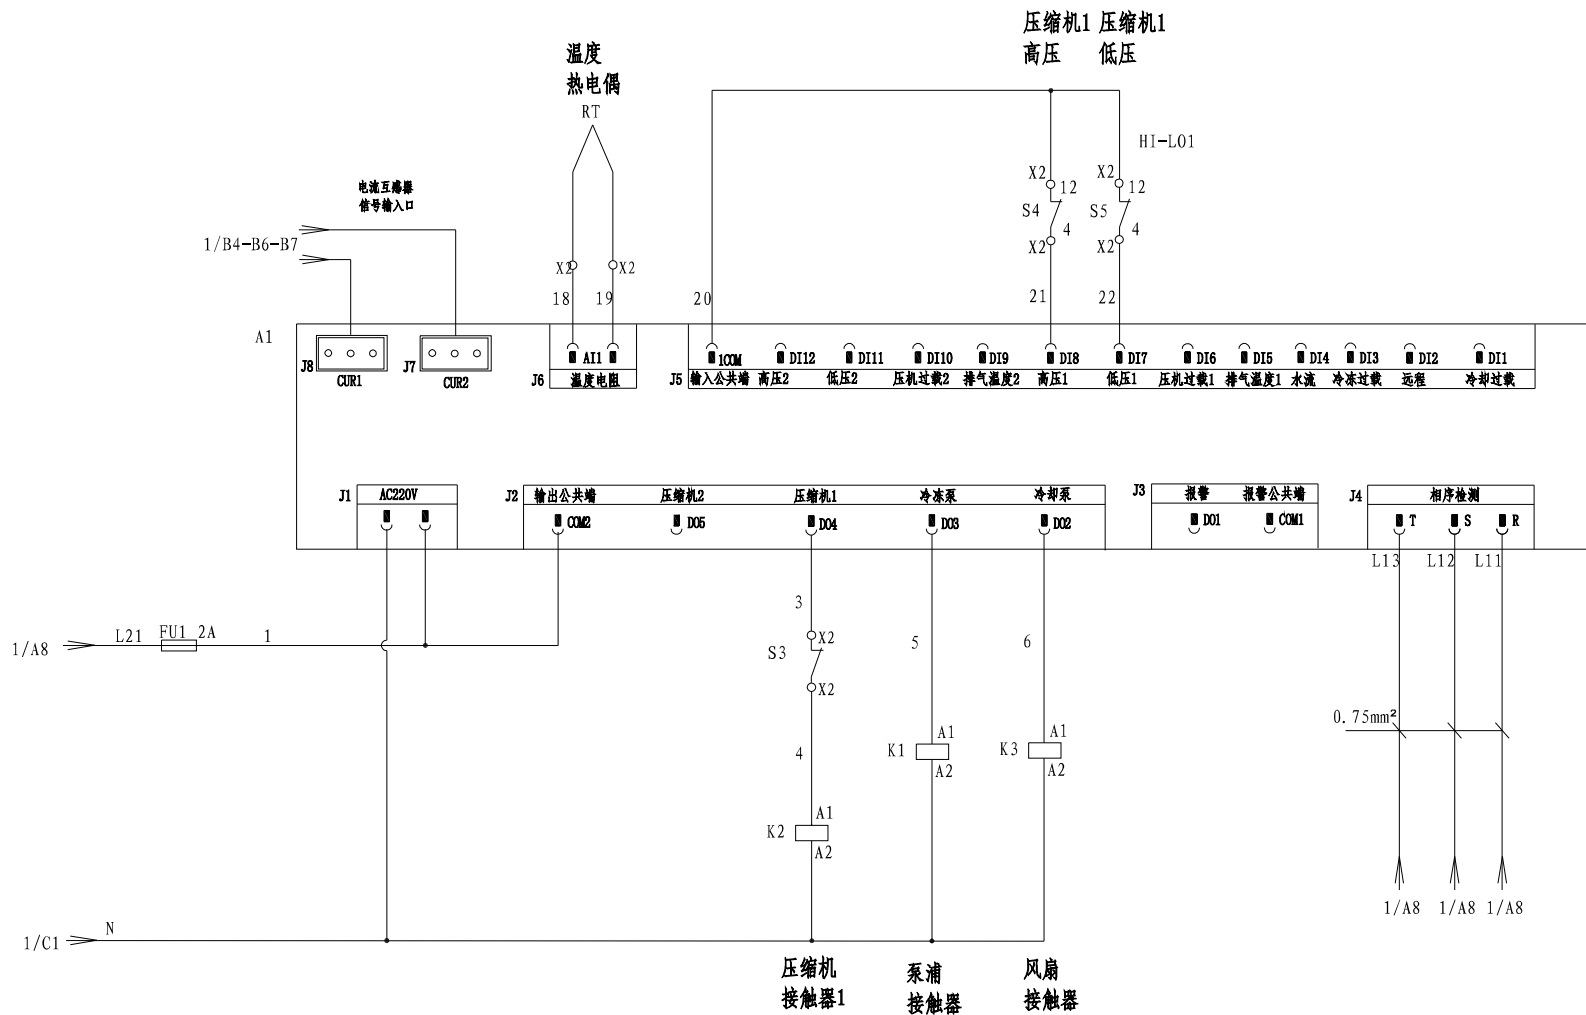 压缩机1 压缩机1
高压 低压
温度
热电偶
RT
HI-LO1
X2 X2
12 12
S4 S5
4 4
X2 X2
电流互感器
信号输入口
1/B4-B6-B7
X2 X2
18 19 20 21 22
A1
J8 J7 AI1 1COM DI12 DI11 DI10 DI9 DI8 DI7 DI6 DI5 DI4 DI3 DI2 DI1
CUR1 CUR2 J6 温度电阻 J5 输入公共端 高压2 低压2 压机过载2 排气温度2 高压1 低压1 压机过载1 排气温度1 水流 冷冻过载 远程 冷却过载
J1 AC220V J2 输出公共端 压缩机2 压缩机1 冷冻泵 冷却泵 J3 报警 报警公共端 J4 相序检测
COM2 DO5 DO4 DO3 DO2 DO1 COM1 T S R
L13 L12 L11
3
1/A8 L21 FU1 2A 1
X2 5 6
S3
X2
0.75mm²
4 K1 A1 K3 A1
A2 A2
K2 A1
A2
1/A8 1/A8 1/A8
1/C1 N
压缩机 泵浦 风扇
接触器1 接触器 接触器